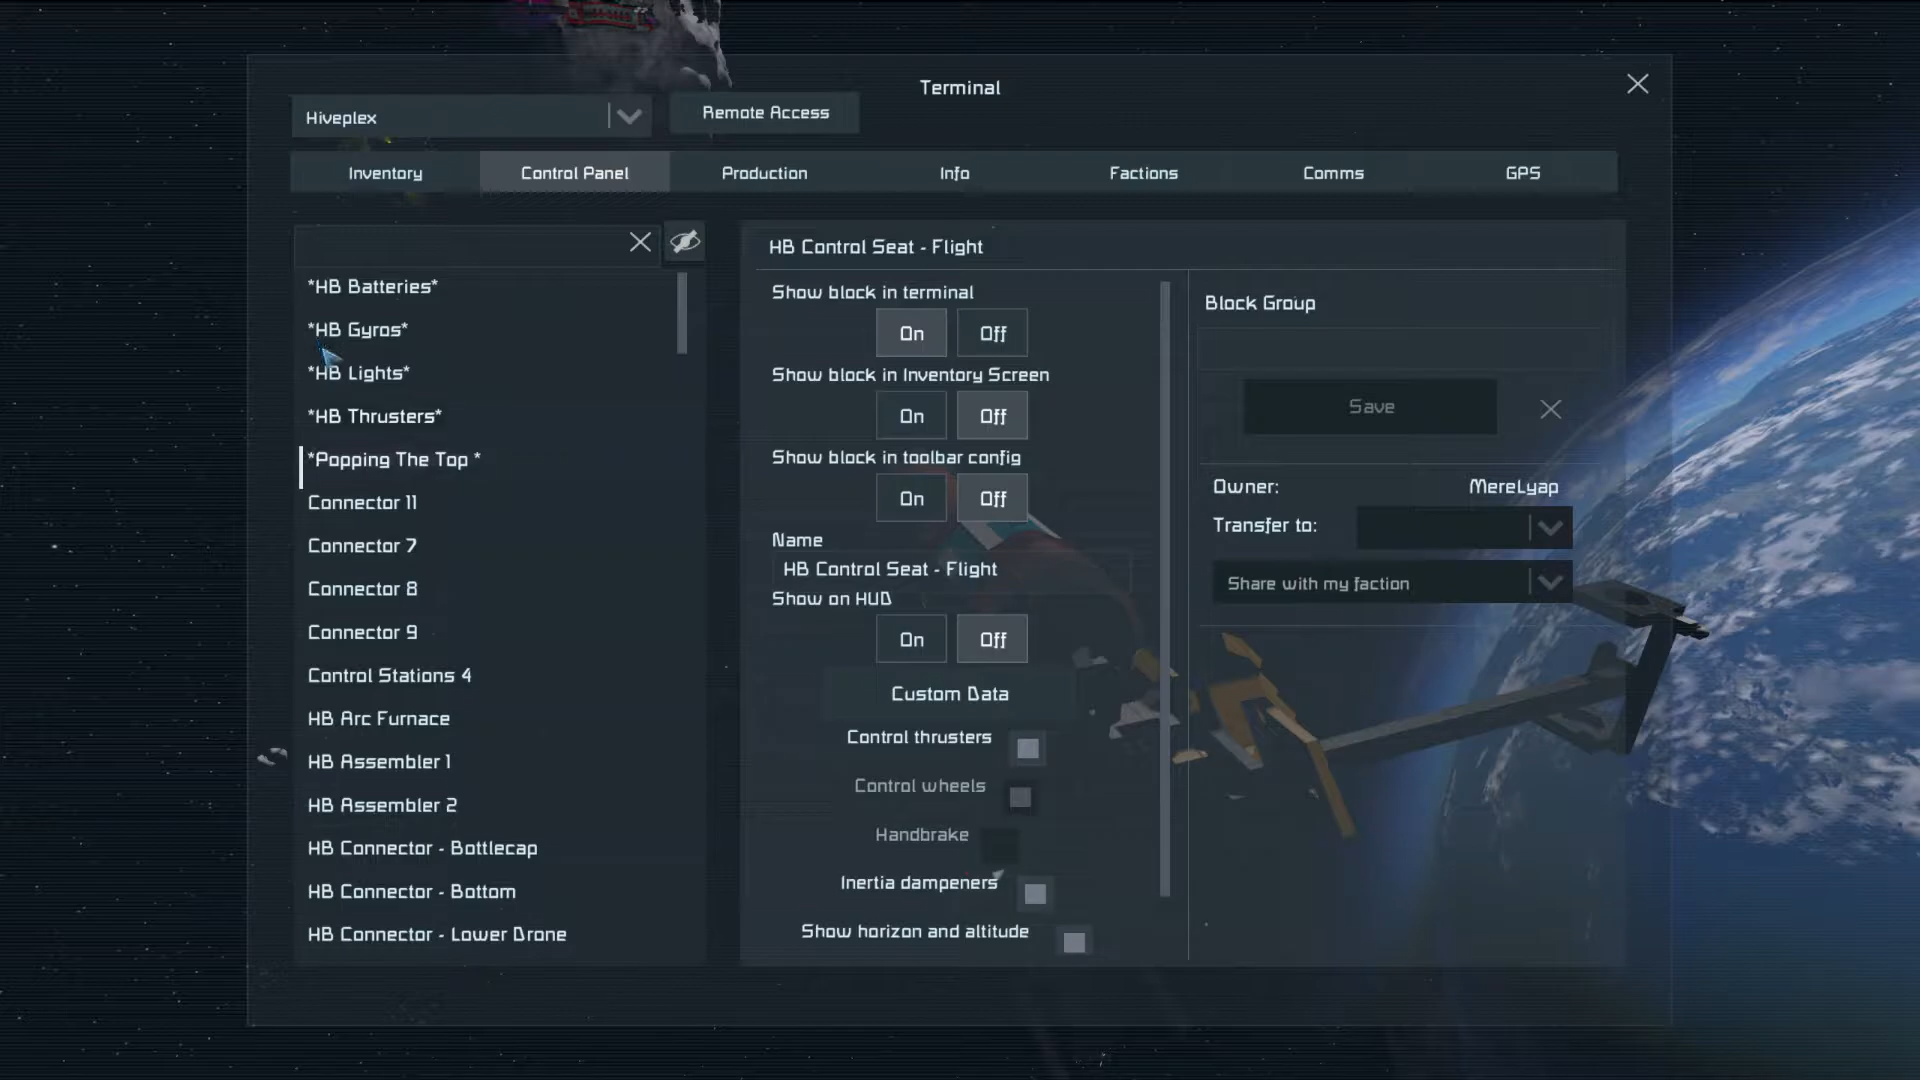 Terminal
Hiveplex
Remote Access
Inventory
Control Panel
Production
Info
Factions
Comms
GPS
*HB Batteries*
*HB Gyros*
*HB Lights*
*HB Thrusters*
*Popping The Top *
Connector 11
Connector 7
Connector 8
Connector 9
Control Stations 4
HB Arc Furnace
HB Assembler 1
HB Assembler 2
HB Connector - Bottlecap
HB Connector - Bottom
HB Connector - Lower Drone
HB Control Seat - Flight
Show block in terminal
On Off
Show block in Inventory Screen
On Off
Show block in toolbar config
On Off
Name
HB Control Seat - Flight
Show on HUD
On Off
Custom Data
Control thrusters
Control wheels
Handbrake
Inertia dampeners
Show horizon and altitude
Block Group
Save
Owner: MereLyap
Transfer to:
Share with my faction